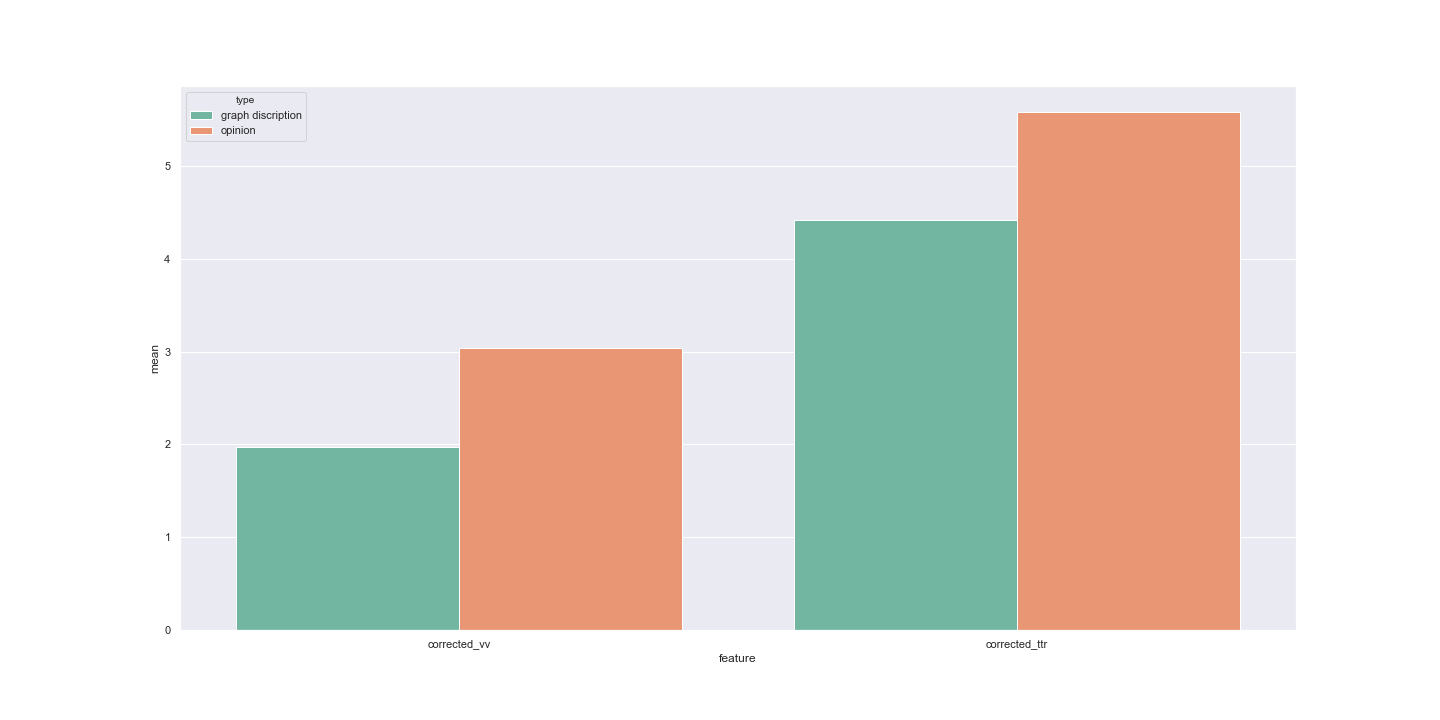 type
graph discription
opinion
5
4
3
2
1
0
mean
corrected_vv
corrected_ttr
feature